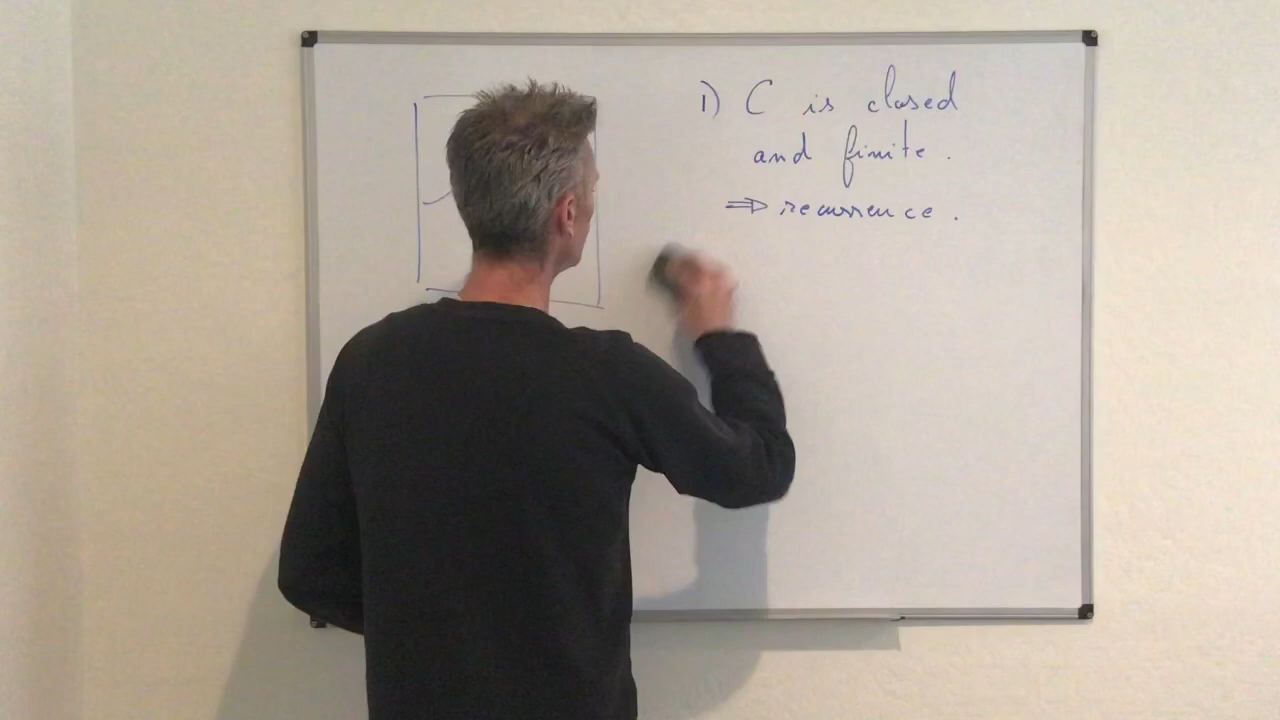 1) C is closed
and finite.
⇒ recurrence.